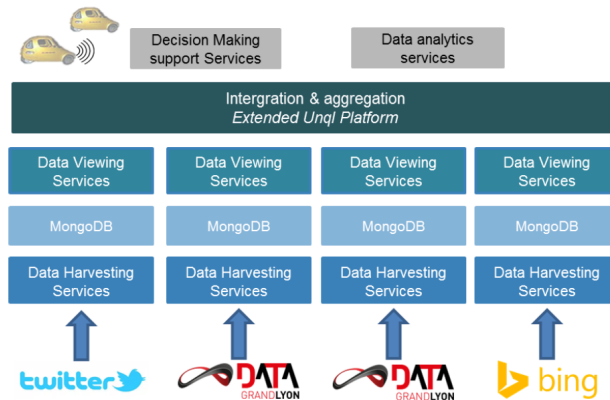 Decision Making
support Services
Data analytics
services
Intergration & aggregation
Extended Unql Platform
Data Viewing
Services
Data Viewing
Services
Data Viewing
Services
Data Viewing
Services
MongoDB
MongoDB
MongoDB
MongoDB
Data Harvesting
Services
Data Harvesting
Services
Data Harvesting
Services
Data Harvesting
Services
twitter
DATA
GRANDLYON
DATA
GRANDLYON
bing